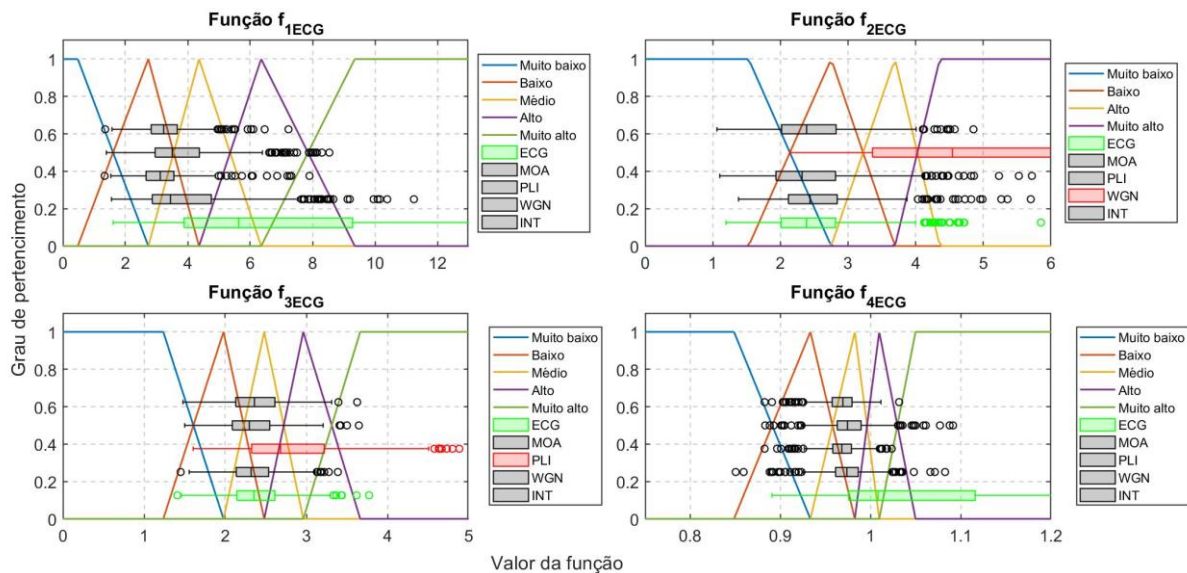 Função f1ECG
Grau de pertencimento
1
0.8
0.6
0.4
0.2
0
0 2 4 6 8 10 12
Muito baixo
Baixo
Mèdio
Alto
Muito alto
ECG
MOA
PLI
WGN
INT
Função f2ECG
1
0.8
0.6
0.4
0.2
0
0 1 2 3 4 5 6
Muito baixo
Baixo
Alto
Muito alto
ECG
MOA
PLI
WGN
INT
Função f3ECG
1
0.8
0.6
0.4
0.2
0
0 1 2 3 4 5
Muito baixo
Baixo
Mèdio
Alto
Muito alto
ECG
MOA
PLI
WGN
INT
Função f4ECG
1
0.8
0.6
0.4
0.2
0
0.8 0.9 1 1.1 1.2
Muito baixo
Baixo
Mèdio
Alto
Muito alto
ECG
MOA
PLI
WGN
INT
Valor da função